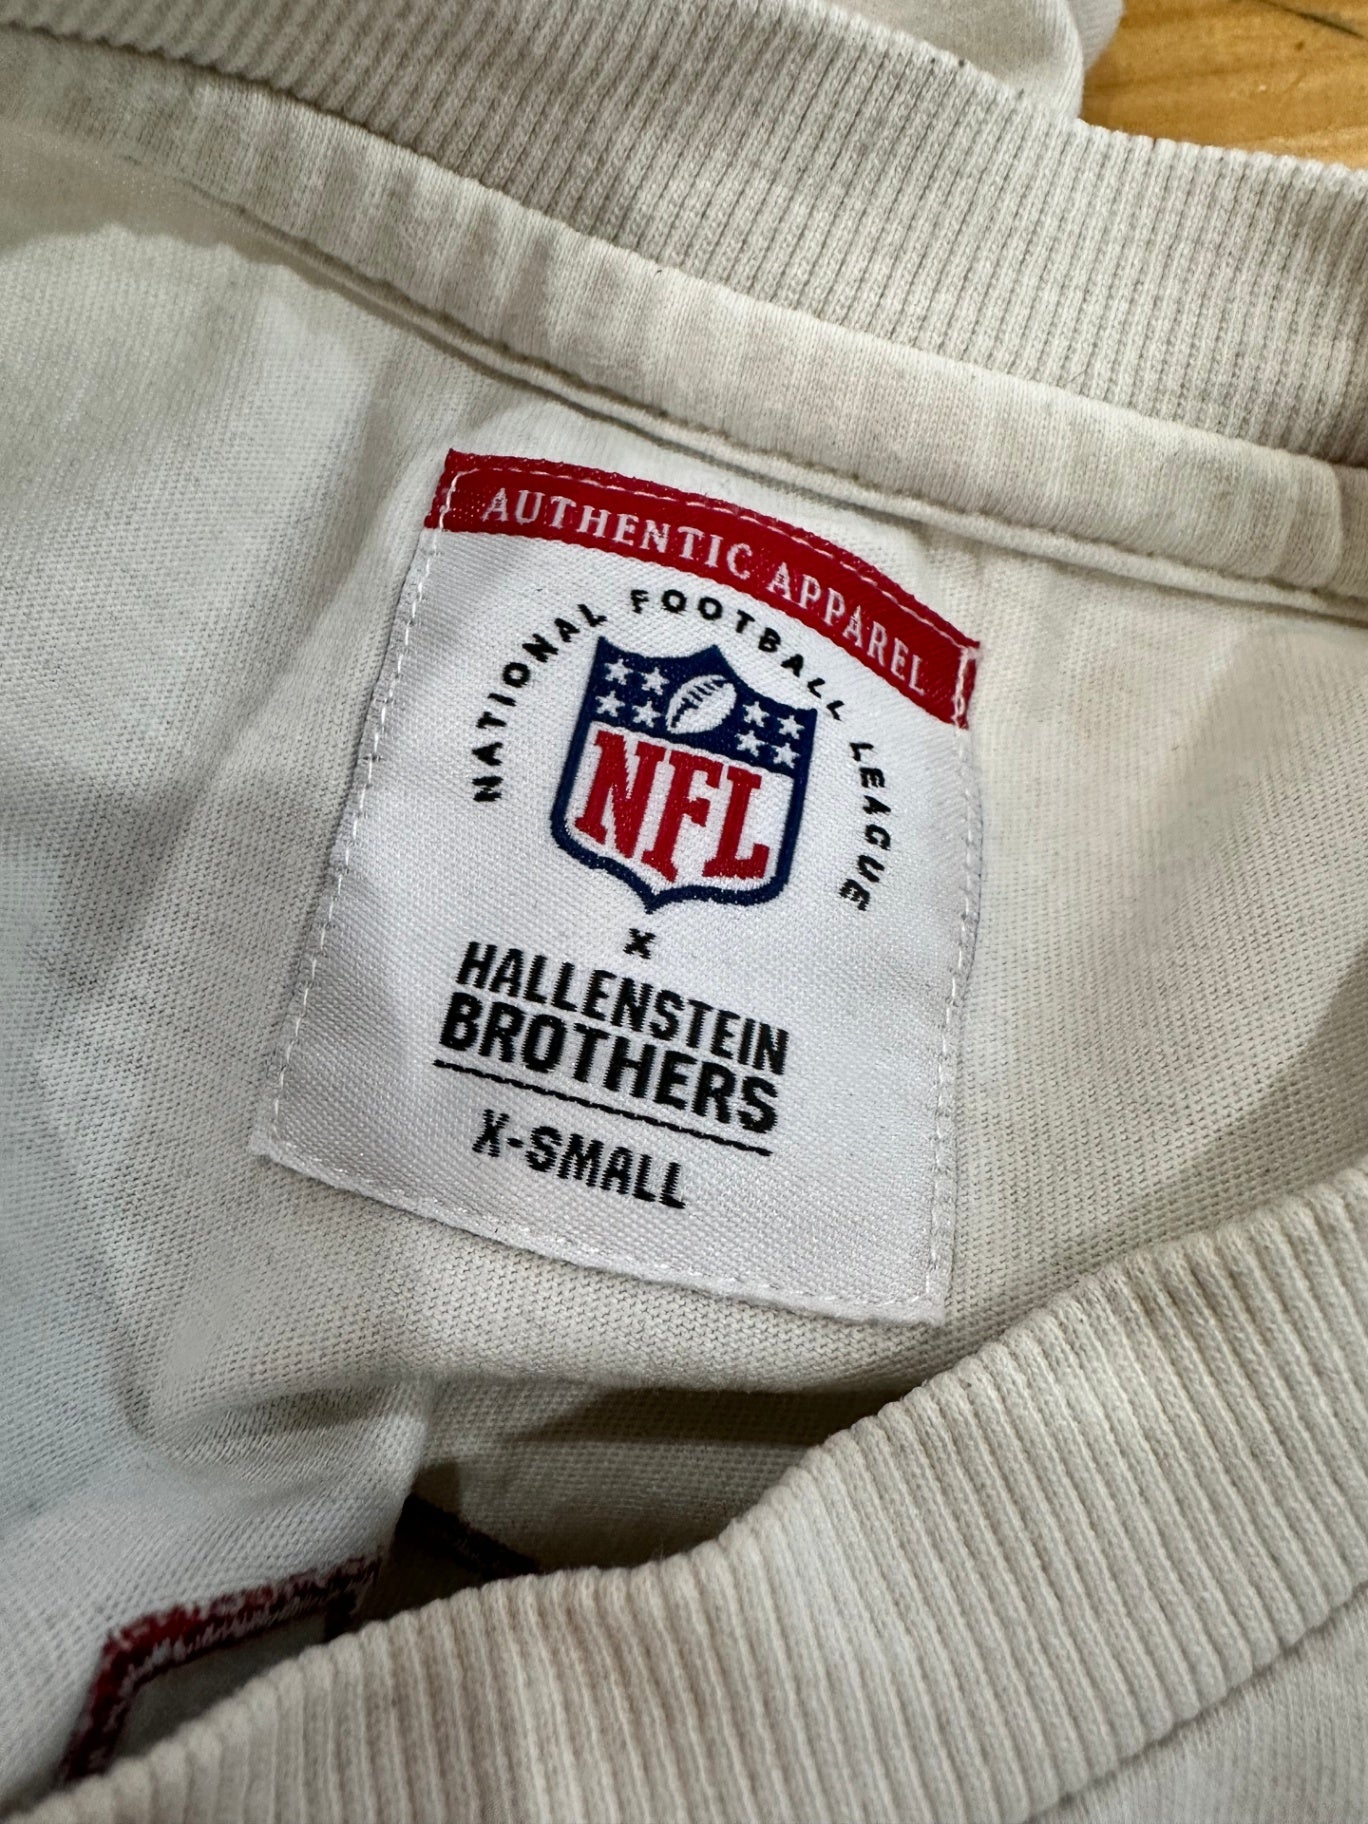 AUTHENTIC APPAREL
NATIONAL FOOTBALL LEAGUE
NFL
X
HALLENSTEIN
BROTHERS
X-SMALL